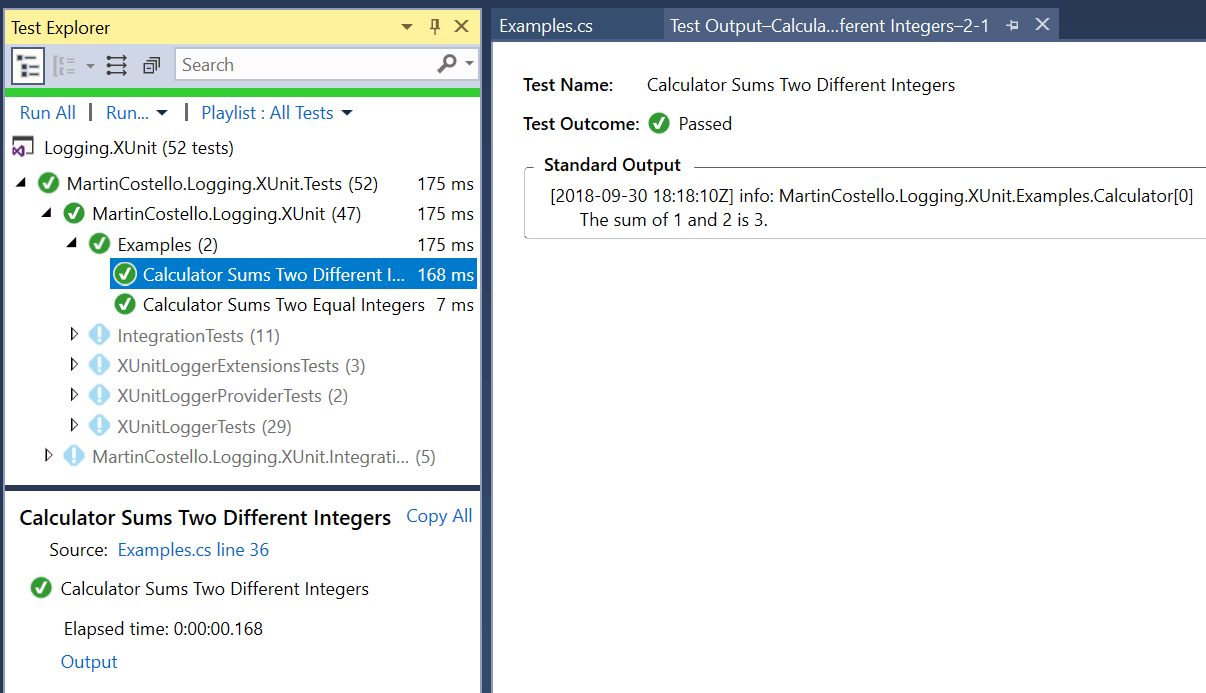 Test Explorer
Search
Run All | Run... | Playlist : All Tests
Logging.XUnit (52 tests)
MartinCostello.Logging.XUnit.Tests (52) 175 ms
MartinCostello.Logging.XUnit (47) 175 ms
Examples (2) 175 ms
Calculator Sums Two Different I... 168 ms
Calculator Sums Two Equal Integers 7 ms
IntegrationTests (11)
XUnitLoggerExtensionsTests (3)
XUnitLoggerProviderTests (2)
XUnitLoggerTests (29)
MartinCostello.Logging.XUnit.Integrati... (5)
Calculator Sums Two Different Integers Copy All
Source: Examples.cs line 36
Calculator Sums Two Different Integers
Elapsed time: 0:00:00.168
Output
Examples.cs Test Output–Calcula...ferent Integers–2-1
Test Name: Calculator Sums Two Different Integers
Test Outcome: Passed
Standard Output
[2018-09-30 18:18:10Z] info: MartinCostello.Logging.XUnit.Examples.Calculator[0]
The sum of 1 and 2 is 3.